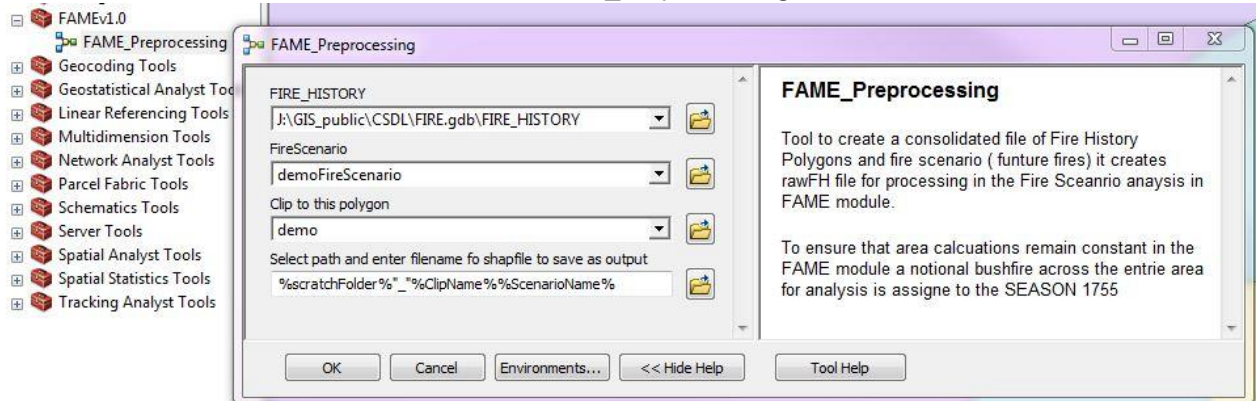 FAMEv1.0
FAME_Preprocessing
Geocoding Tools
Geostatistical Analyst Too
Linear Referencing Tools
Multidimension Tools
Network Analyst Tools
Parcel Fabric Tools
Schematics Tools
Server Tools
Spatial Analyst Tools
Spatial Statistics Tools
Tracking Analyst Tools
FAME_Preprocessing
FIRE_HISTORY
J:\GIS_public\CSDL\FIRE.gdb\FIRE_HISTORY
FireScenario
demoFireScenario
Clip to this polygon
demo
Select path and enter filename fo shapfile to save as output
%scratchFolder%"_"%ClipName%%ScenarioName%
OK
Cancel
Environments...
<< Hide Help
FAME_Preprocessing
Tool to create a consolidated file of Fire History
Polygons and fire scenario ( funture fires) it creates
rawFH file for processing in the Fire Sceanrio anaysis in
FAME module.
To ensure that area calcuations remain constant in the
FAME module a notional bushfire across the entrie area
for analysis is assigne to the SEASON 1755
Tool Help